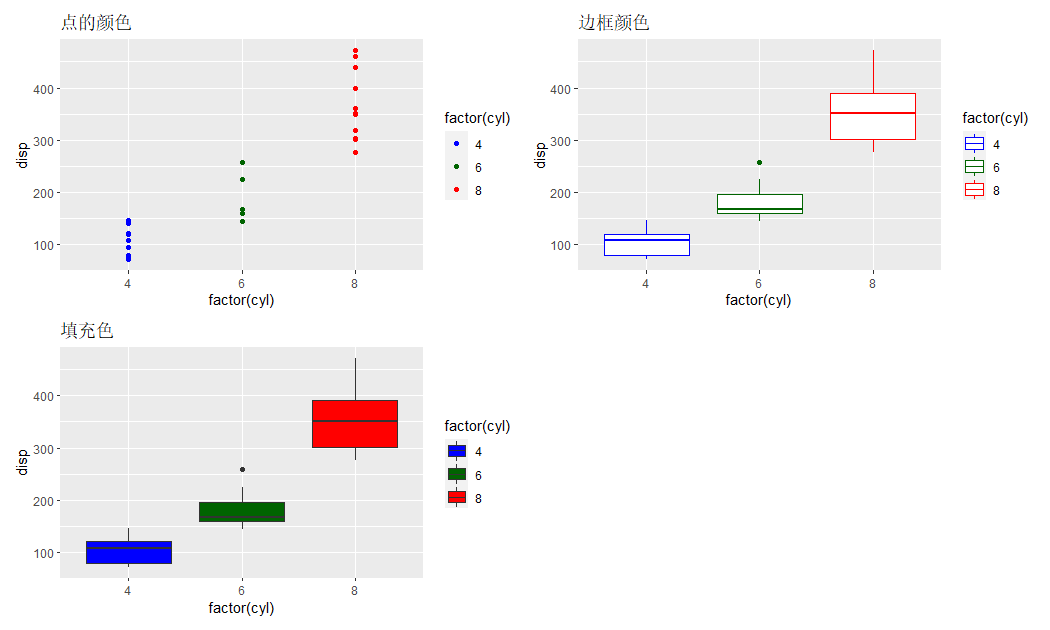 点的颜色
disp
400
300
200
100
4
6
8
factor(cyl)
factor(cyl)
4
6
8
边框颜色
disp
400
300
200
100
4
6
8
factor(cyl)
factor(cyl)
4
6
8
填充色
disp
400
300
200
100
4
6
8
factor(cyl)
factor(cyl)
4
6
8